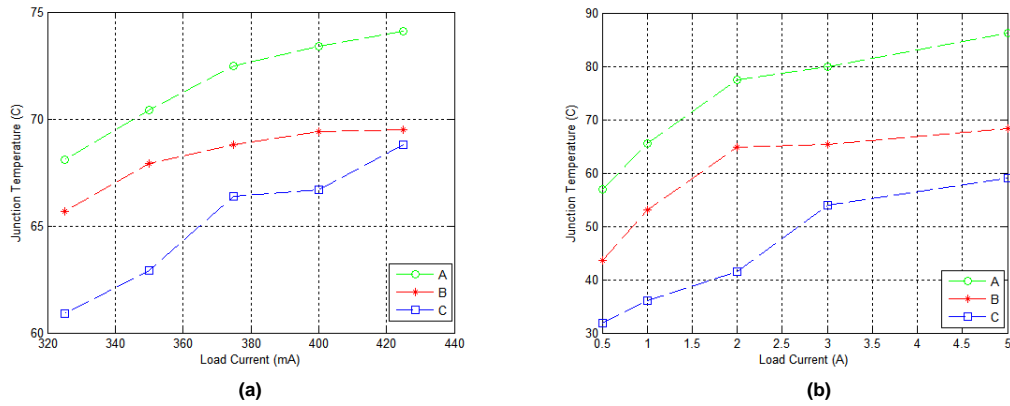 75
70
65
60
320
340
360
380
400
420
440
Junction Temperature (C)
Load Current (mA)
A
B
C
(a)
90
80
70
60
50
40
30
0.5
1
1.5
2
2.5
3
3.5
4
4.5
5
Junction Temperature (C)
Load Current (A)
A
B
C
(b)